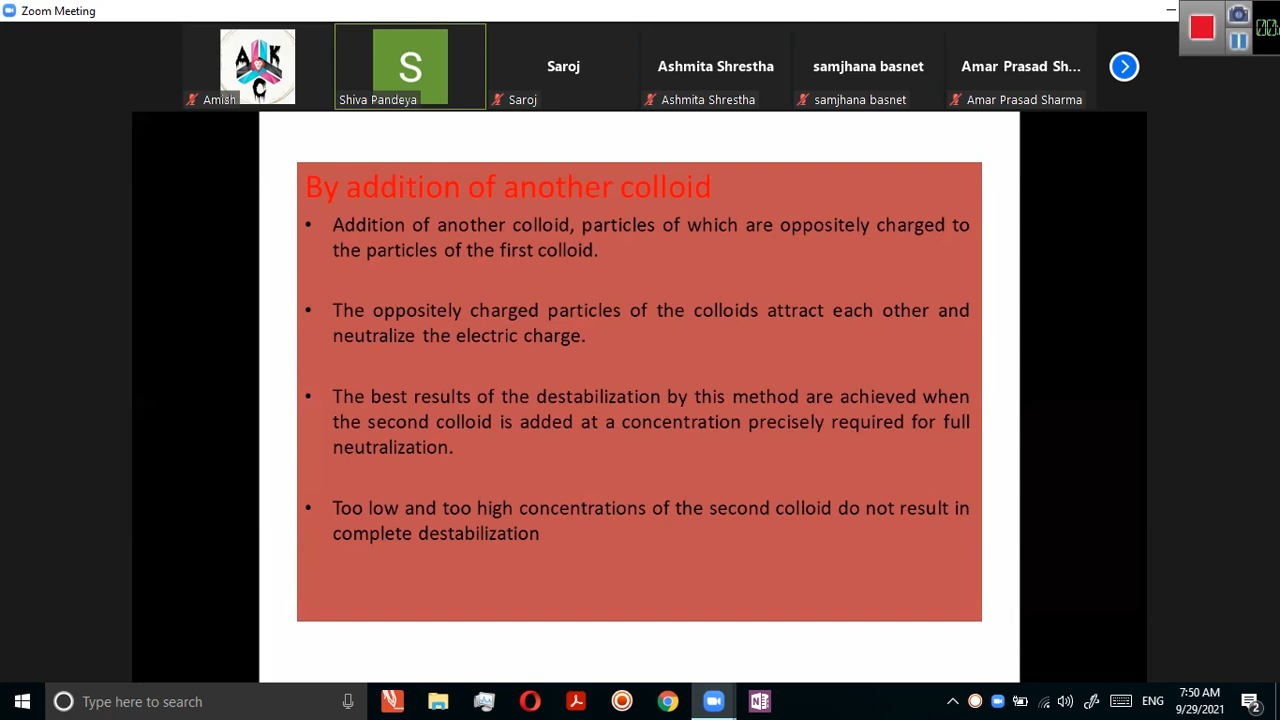 Zoom Meeting
A K
C
S
Saroj
Ashmita Shrestha
samjhana basnet
Amar Prasad Sh...
Amish
Shiva Pandeya
Saroj
Ashmita Shrestha
samjhana basnet
Amar Prasad Sharma
By addition of another colloid
• Addition of another colloid, particles of which are oppositely charged to
the particles of the first colloid.
• The oppositely charged particles of the colloids attract each other and
neutralize the electric charge.
• The best results of the destabilization by this method are achieved when
the second colloid is added at a concentration precisely required for full
neutralization.
• Too low and too high concentrations of the second colloid do not result in
complete destabilization
Type here to search
ENG
7:50 AM
9/29/2021
2